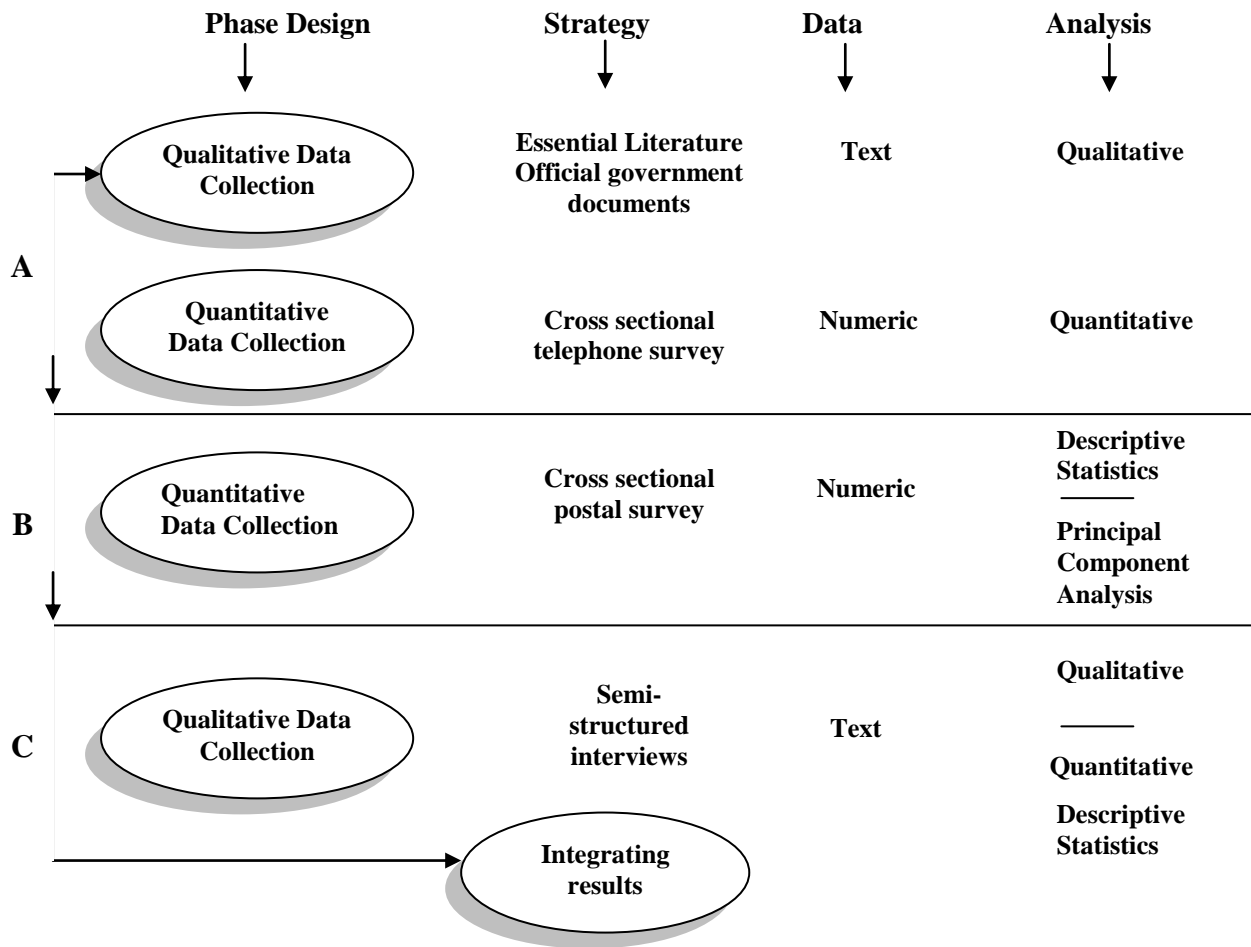 Phase Design
Strategy
Data
Analysis
Qualitative Data
Collection
Essential Literature
Official government
documents
Text
Qualitative
A
Quantitative
Data Collection
Cross sectional
telephone survey
Numeric
Quantitative
B
Quantitative
Data Collection
Cross sectional
postal survey
Numeric
Descriptive
Statistics
Principal
Component
Analysis
C
Qualitative Data
Collection
Semi-
structured
interviews
Text
Qualitative
Quantitative
Descriptive
Statistics
Integrating
results